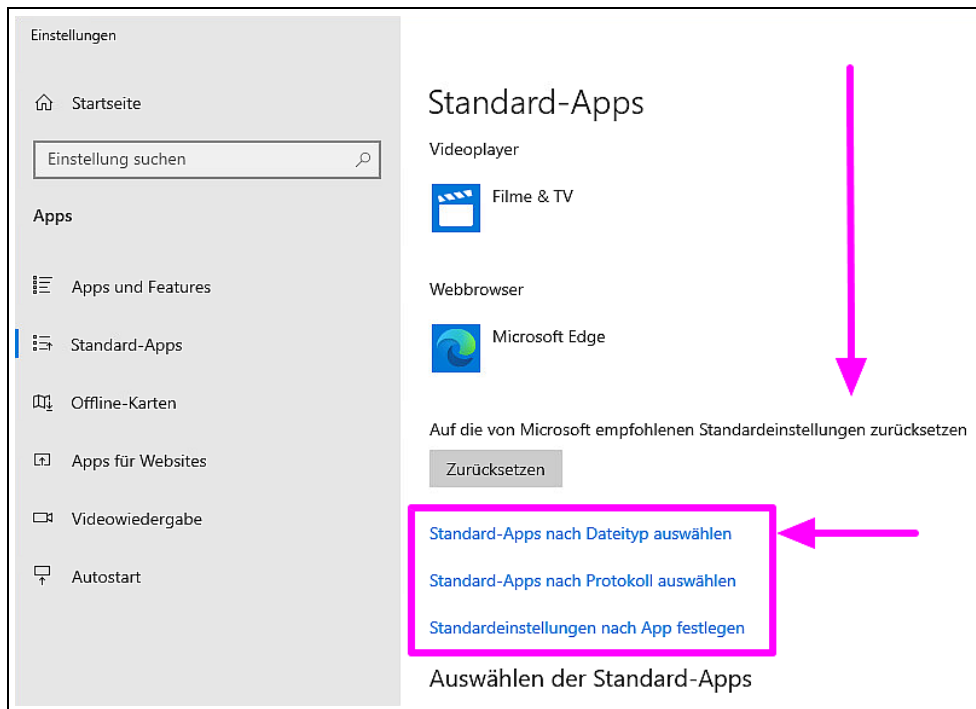 Einstellungen
Startseite
Einstellung suchen
Apps
Apps und Features
Standard-Apps
Offline-Karten
Apps für Websites
Videowiedergabe
Autostart
Standard-Apps
Videoplayer
Filme & TV
Webbrowser
Microsoft Edge
Auf die von Microsoft empfohlenen Standardeinstellungen zurücksetzen
Zurücksetzen
Standard-Apps nach Dateityp auswählen
Standard-Apps nach Protokoll auswählen
Standardeinstellungen nach App festlegen
Auswählen der Standard-Apps